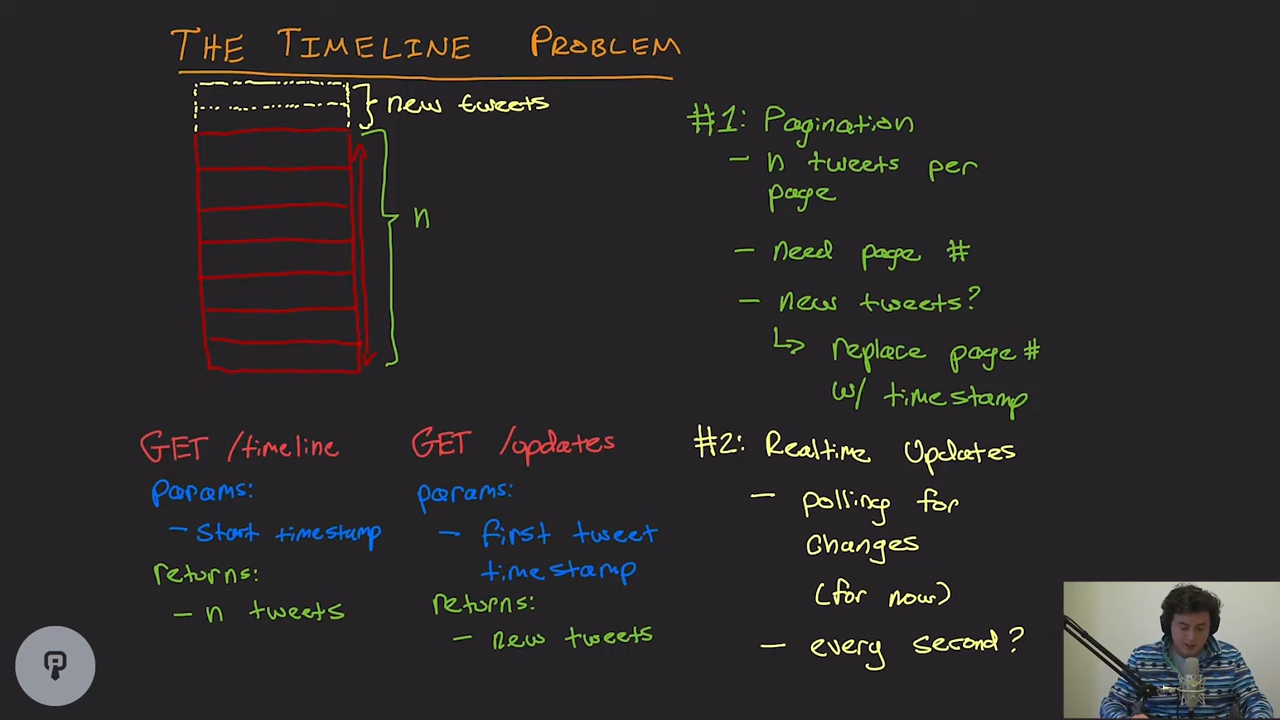 THE TIMELINE PROBLEM
new tweets
n
#1: Pagination
- n tweets per
page
- need page #
- new tweets?
↳ replace page #
w/ timestamp
GET /timeline
params:
- start timestamp
returns:
- n tweets
GET /updates
params:
- first tweet
timestamp
returns:
- new tweets
#2: Realtime Updates
- polling for
changes
(for now)
- every second?